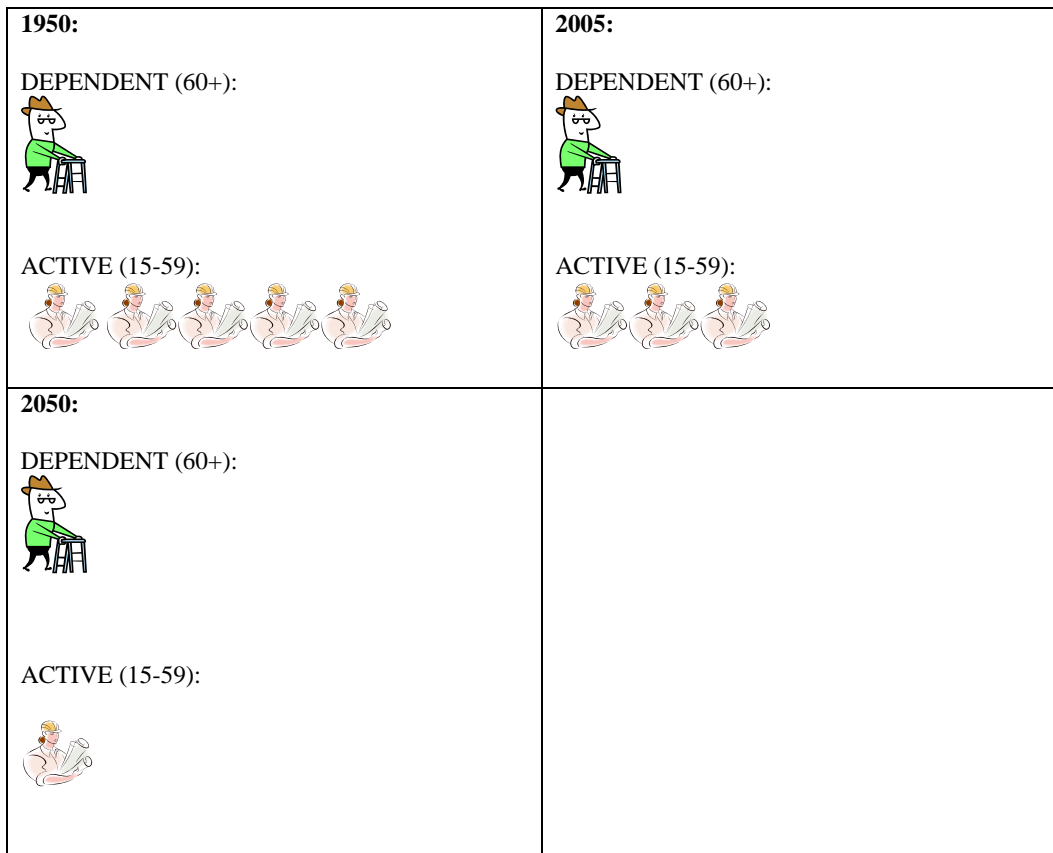 1950:
DEPENDENT (60+):
ACTIVE (15-59):
2005:
DEPENDENT (60+):
ACTIVE (15-59):
2050:
DEPENDENT (60+):
ACTIVE (15-59):